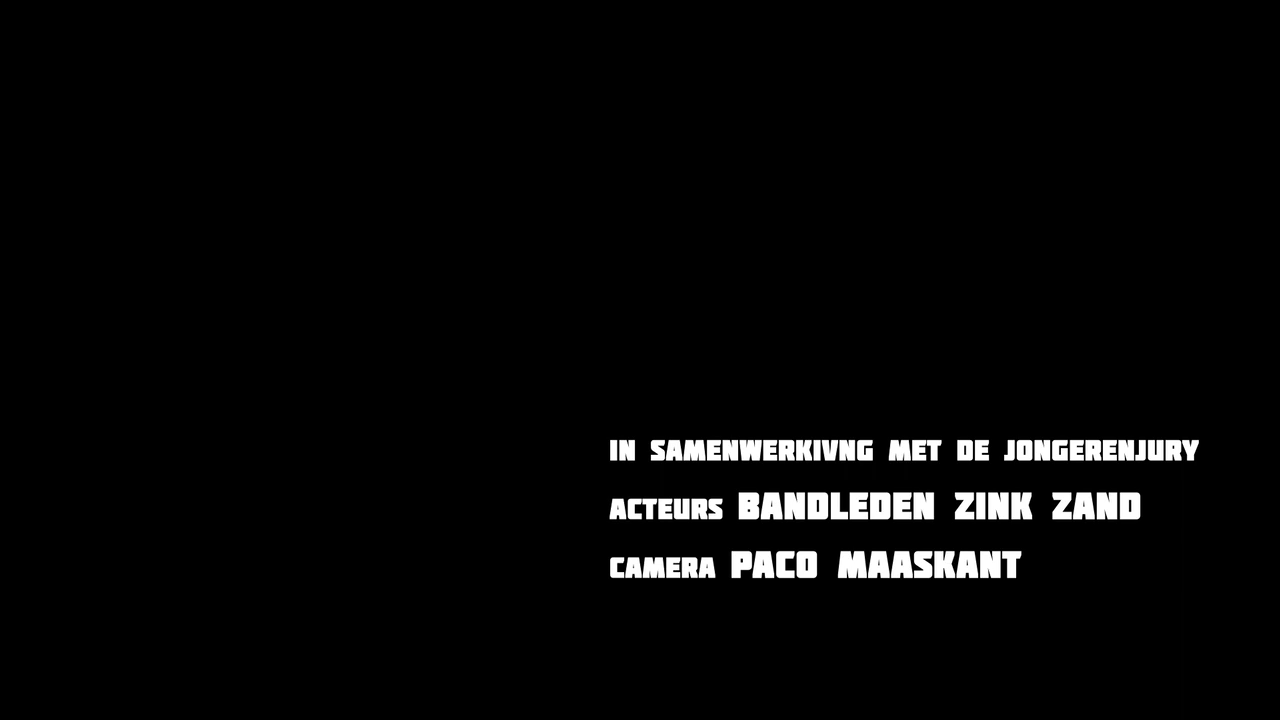 IN SAMENWERKIVNG MET DE JONGERENJURY
ACTEURS BANDLEDEN ZINK ZAND
CAMERA PACO MAASKANT